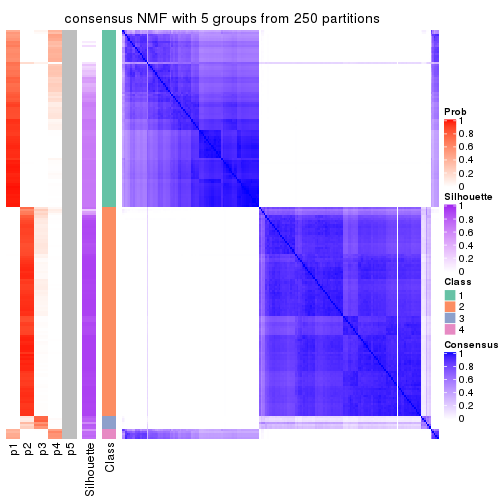 consensus NMF with 5 groups from 250 partitions
Prob
1
0.8
0.6
0.4
0.2
0
Silhouette
1
0.8
0.6
0.4
0.2
0
Class
1
2
3
4
Consensus
1
0.8
0.6
0.4
0.2
0
p1
p2
p3
p4
p5
Silhouette
Class